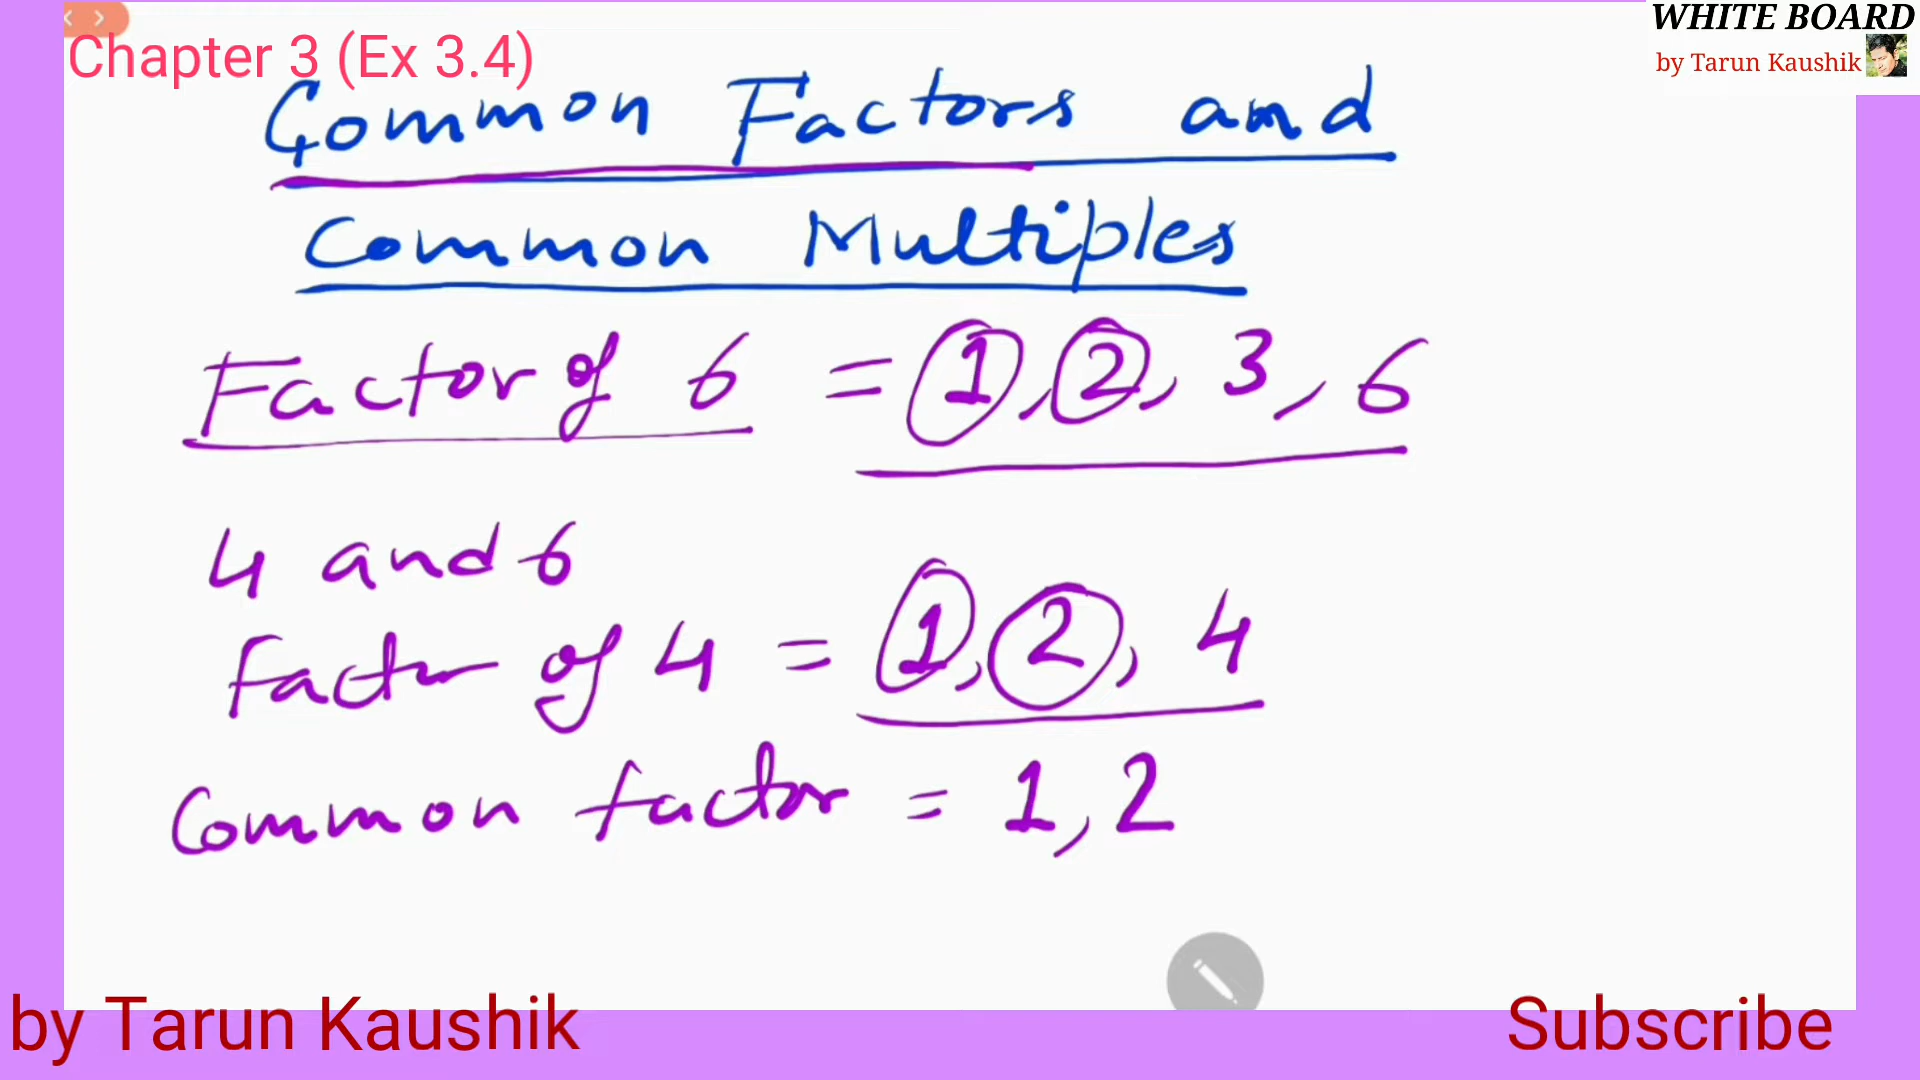 WHITE BOARD
by Tarun Kaushik
Chapter 3 (Ex 3.4)
Common Factors and
Common Multiples
Factor of 6 = 1, 2, 3, 6
4 and 6
Factor of 4 = 1, 2, 4
Common factor = 1, 2
by Tarun Kaushik
Subscribe